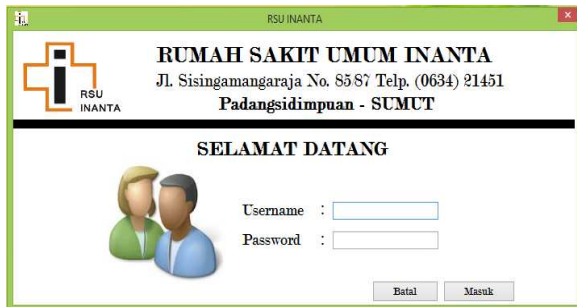 RSU INANTA
RUMAH SAKIT UMUM INANTA
Jl. Sisingamangaraja No. 85-87 Telp. (0634) 21451
Padangsidimpuan - SUMUT
RSU
INANTA
SELAMAT DATANG
Username :
Password :
Batal Masuk